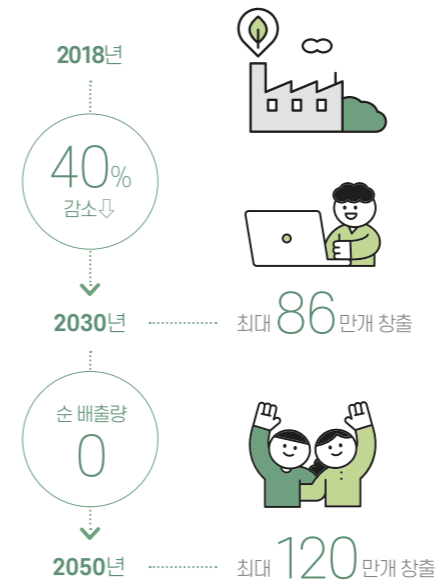 2018년
40%
감소
2030년
최대 86만개 창출
순 배출량
0
2050년
최대 120만개 창출